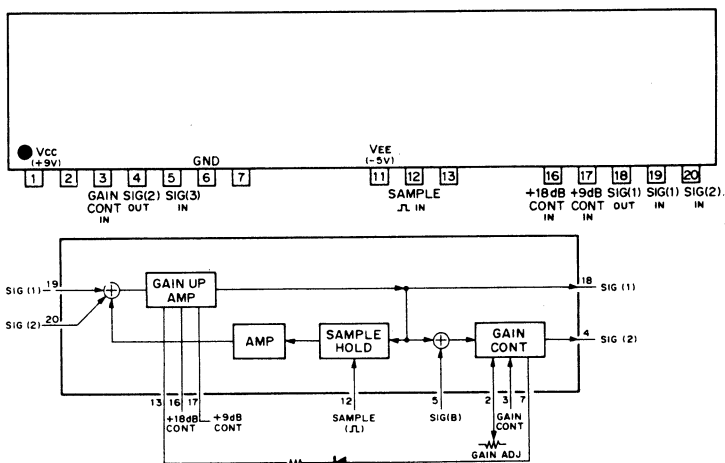 VCC
(+9V)
GND
VEE
(-5V)
1 2 3 4 5 6 7 11 12 13 16 17 18 19 20
GAIN SIG(2) SIG(3)
CONT OUT IN
IN
SAMPLE
⎍ IN
+18dB +9dB SIG(1) SIG(1) SIG(2).
CONT CONT OUT IN IN
IN IN
SIG (1) 19
GAIN UP
AMP
18 SIG (1)
20
SIG (2)
AMP
SAMPLE
HOLD
GAIN
CONT
4 SIG (2)
13 16 17 12 5 2 3 7
+18dB +9dB
CONT CONT
SAMPLE
(⎍)
SIG(B)
GAIN
CONT
GAIN ADJ